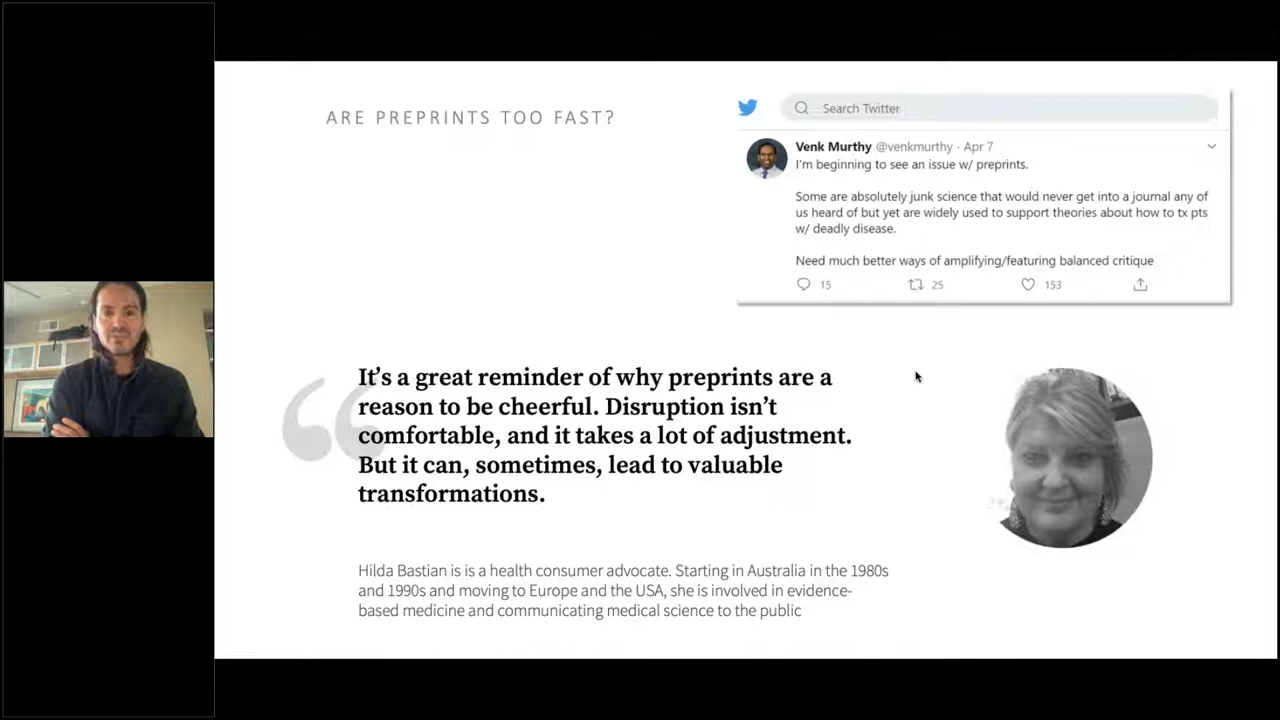 ARE PREPRINTS TOO FAST?
Search Twitter
Venk Murthy @venkmurthy · Apr 7
I'm beginning to see an issue w/ preprints.
Some are absolutely junk science that would never get into a journal any of
us heard of but yet are widely used to support theories about how to tx pts
w/ deadly disease.
Need much better ways of amplifying/featuring balanced critique
15 25 153
It's a great reminder of why preprints are a
reason to be cheerful. Disruption isn't
comfortable, and it takes a lot of adjustment.
But it can, sometimes, lead to valuable
transformations.
Hilda Bastian is is a health consumer advocate. Starting in Australia in the 1980s
and 1990s and moving to Europe and the USA, she is involved in evidence-
based medicine and communicating medical science to the public